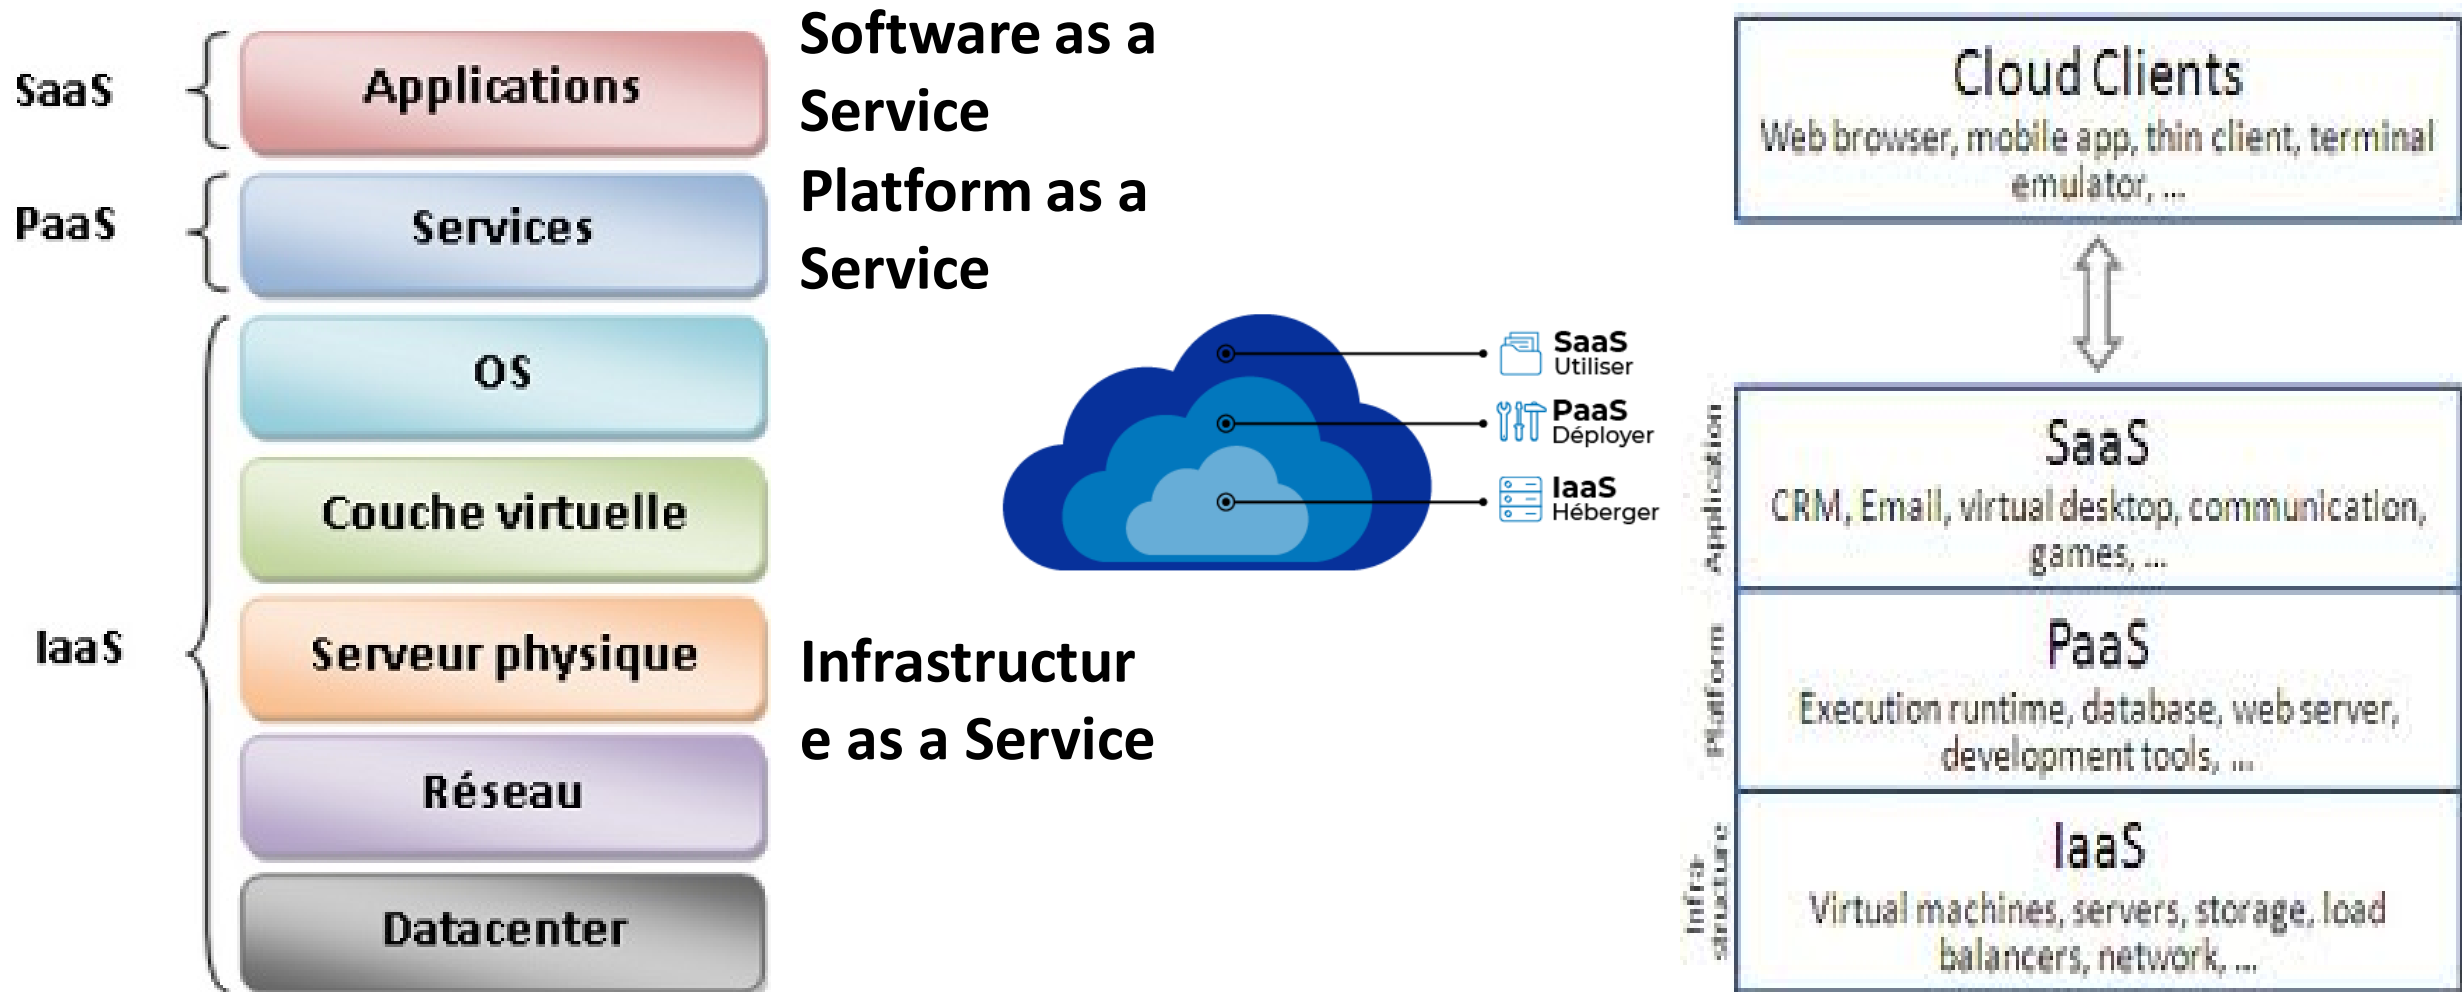 SaaS
Applications
PaaS
Services
IaaS
OS
Couche virtuelle
Serveur physique
Réseau
Datacenter
Software as a
Service
Platform as a
Service
Infrastructur
e as a Service
SaaS
Utiliser
PaaS
Déployer
IaaS
Héberger
Cloud Clients
Web browser, mobile app, thin client, terminal
emulator, ...
Application
SaaS
CRM, Email, virtual desktop, communication,
games, ...
Platform
PaaS
Execution runtime, database, web server,
development tools, ...
Infra-
structure
IaaS
Virtual machines, servers, storage, load
balancers, network, ...